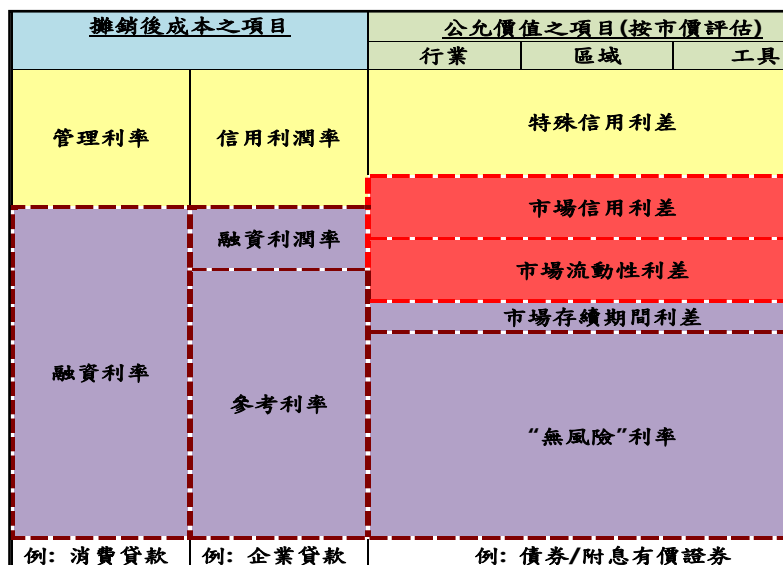 攤銷後成本之項目
公允價值之項目(按市價評估)
行業
區域
工具
管理利率
信用利潤率
特殊信用利差
市場信用利差
融資利潤率
市場流動性利差
市場存續期間利差
融資利率
參考利率
“無風險”利率
例: 消費貸款
例: 企業貸款
例: 債券/附息有價證券